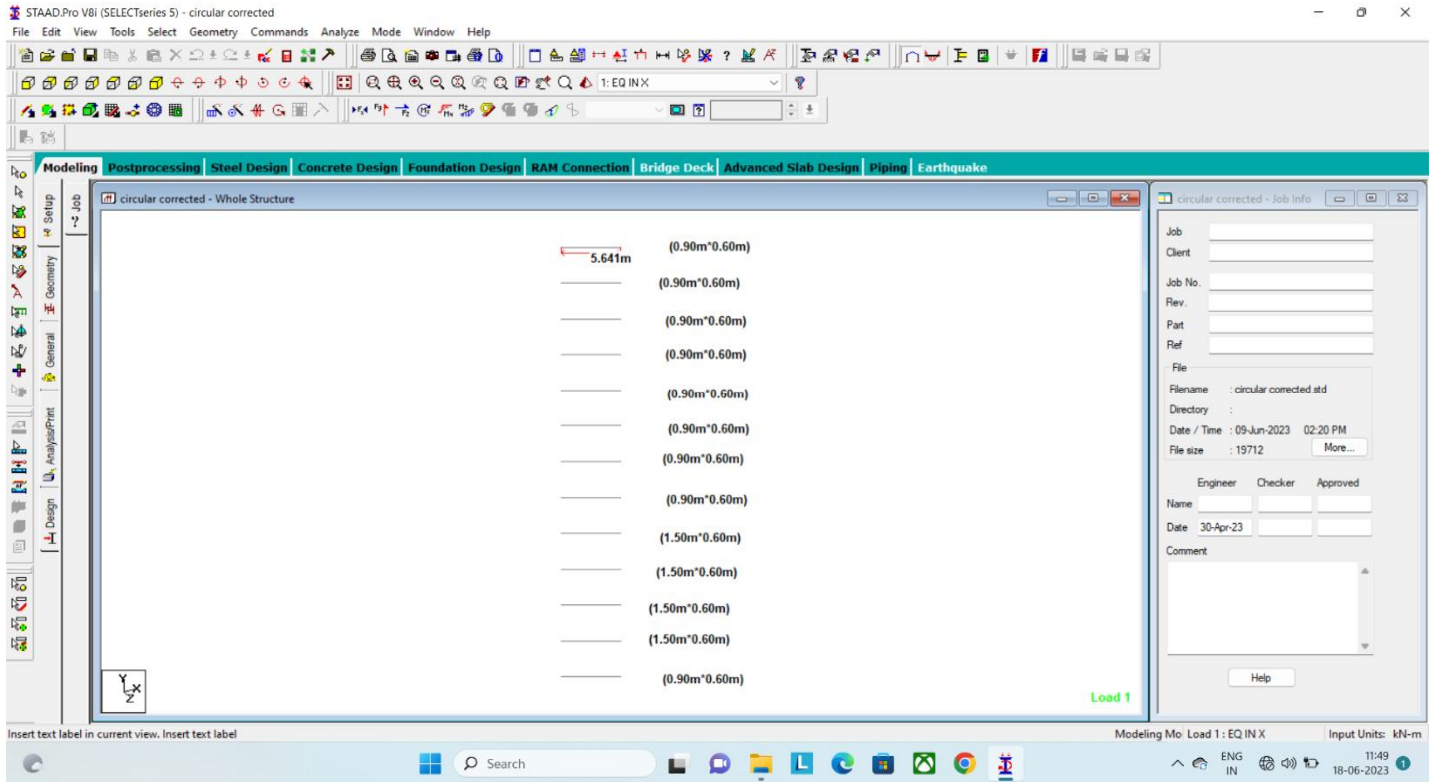 STAAD.Pro V8i (SELECTseries 5) - circular corrected
File Edit View Tools Select Geometry Commands Analyze Mode Window Help
1: EQ IN X
Modeling Postprocessing Steel Design Concrete Design Foundation Design RAM Connection Bridge Deck Advanced Slab Design Piping Earthquake
Setup
Geometry
General
Analysis/Print
Design
Job
circular corrected - Whole Structure
(0.90m*0.60m)
5.641m
(0.90m*0.60m)
(0.90m*0.60m)
(0.90m*0.60m)
(0.90m*0.60m)
(0.90m*0.60m)
(0.90m*0.60m)
(0.90m*0.60m)
(1.50m*0.60m)
(1.50m*0.60m)
(1.50m*0.60m)
(1.50m*0.60m)
(0.90m*0.60m)
Y
X
Z
Load 1
circular corrected - Job Info
Job
Client
Job No.
Rev.
Part
Ref
File
Filename : circular corrected.std
Directory :
Date / Time : 09-Jun-2023 02:20 PM
File size : 19712 More...
Engineer Checker Approved
Name
Date 30-Apr-23
Comment
Help
Insert text label in current view. Insert text label
Modeling Mo Load 1 : EQ IN X Input Units: kN-m
Search
ENG
IN
11:49
18-06-2023
1